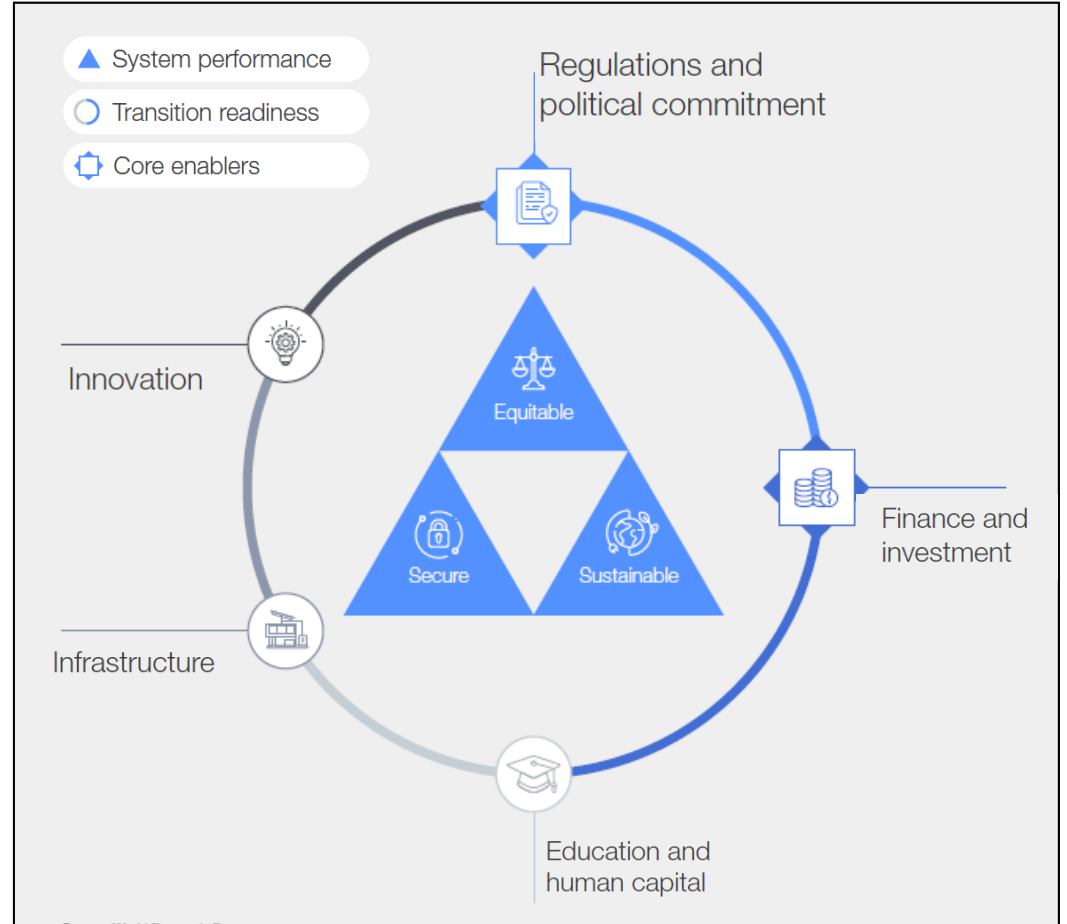 System performance
Transition readiness
Core enablers
Regulations and
political commitment
Innovation
Equitable
Finance and
investment
Secure
Sustainable
Infrastructure
Education and
human capital